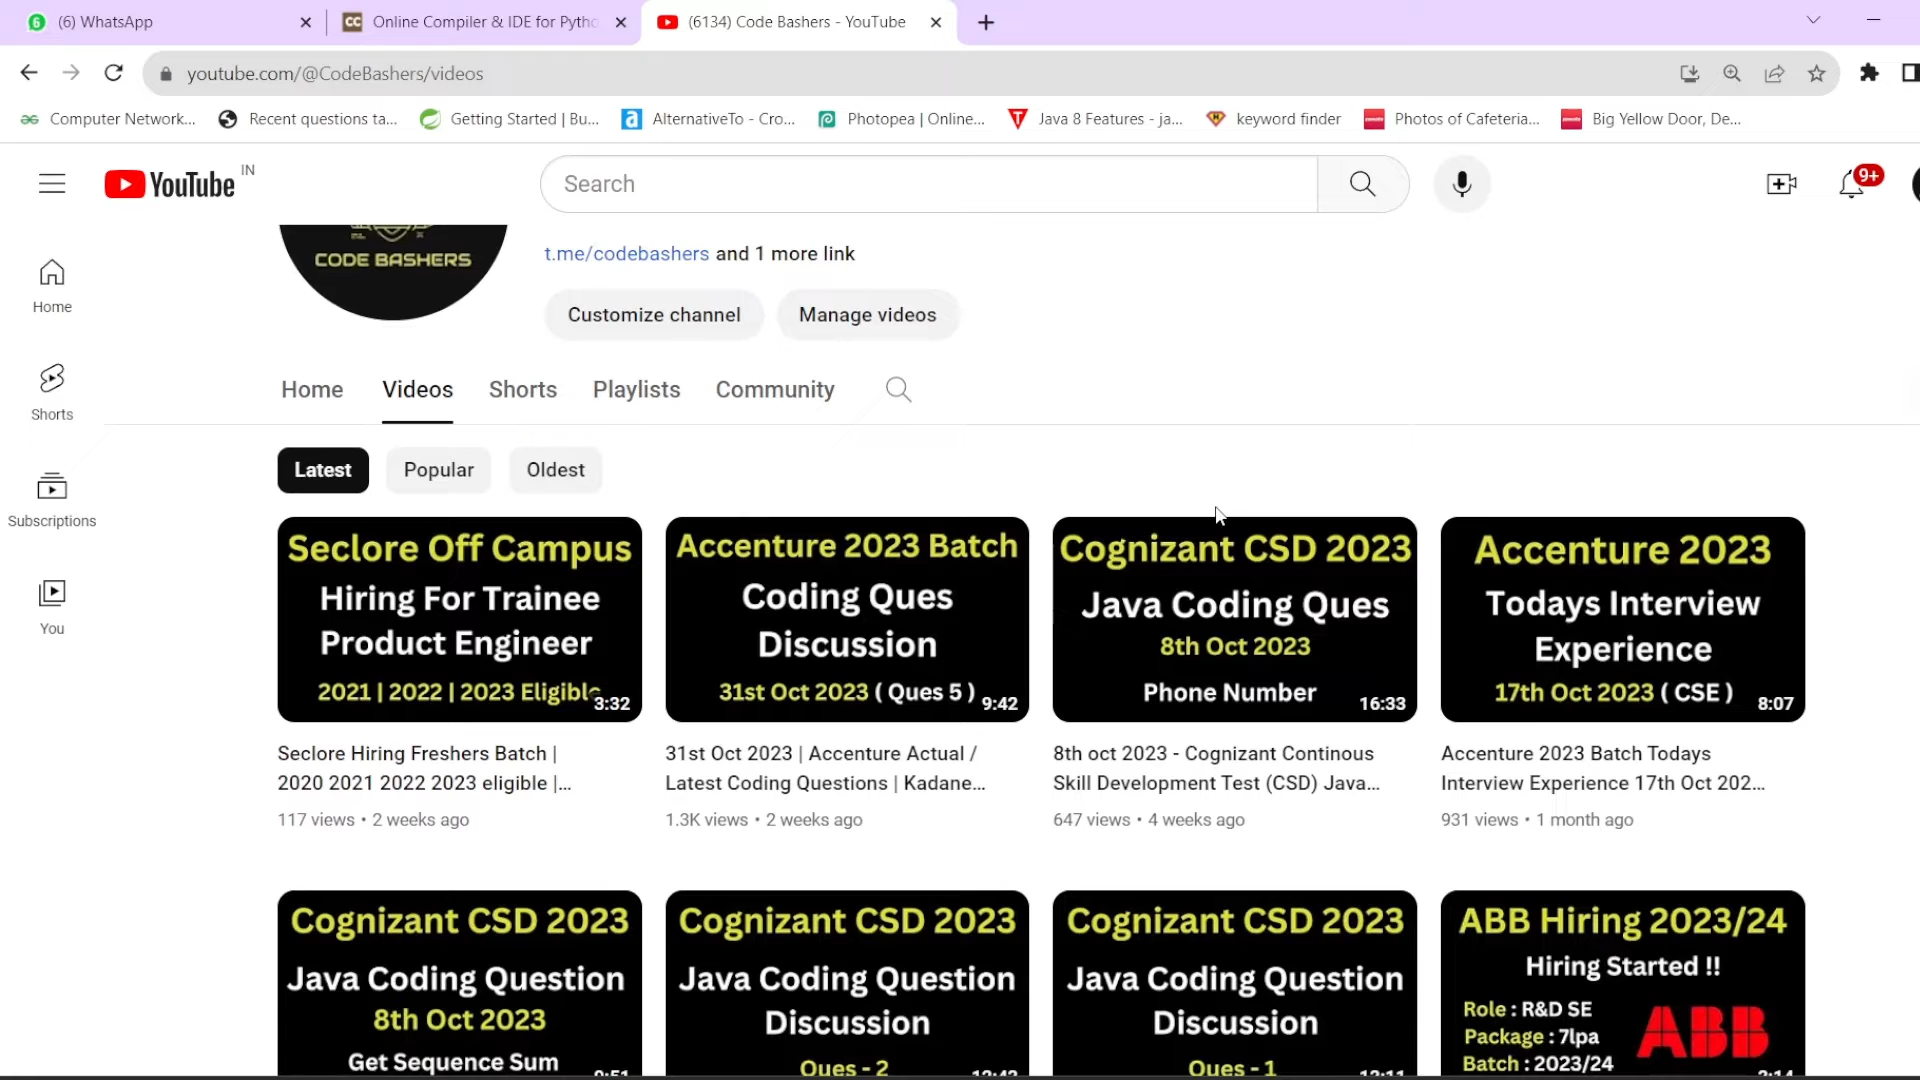 (6) WhatsApp
Online Compiler & IDE for Pytho
(6134) Code Bashers - YouTube
youtube.com/@CodeBashers/videos
Computer Network...
Recent questions ta...
Getting Started | Bu...
AlternativeTo - Cro...
Photopea | Online...
Java 8 Features - ja...
keyword finder
Photos of Cafeteria...
Big Yellow Door, De...
YouTube IN
Search
9+
CODE BASHERS
t.me/codebashers and 1 more link
Customize channel
Manage videos
Home
Shorts
Subscriptions
You
Home
Videos
Shorts
Playlists
Community
Latest
Popular
Oldest
Seclore Off Campus
Hiring For Trainee
Product Engineer
2021 | 2022 | 2023 Eligible
3:32
Seclore Hiring Freshers Batch |
2020 2021 2022 2023 eligible |...
117 views • 2 weeks ago
Accenture 2023 Batch
Coding Ques
Discussion
31st Oct 2023 ( Ques 5 )
9:42
31st Oct 2023 | Accenture Actual /
Latest Coding Questions | Kadane...
1.3K views • 2 weeks ago
Cognizant CSD 2023
Java Coding Ques
8th Oct 2023
Phone Number
16:33
8th oct 2023 - Cognizant Continous
Skill Development Test (CSD) Java...
647 views • 4 weeks ago
Accenture 2023
Todays Interview
Experience
17th Oct 2023 ( CSE )
8:07
Accenture 2023 Batch Todays
Interview Experience 17th Oct 202...
931 views • 1 month ago
Cognizant CSD 2023
Java Coding Question
8th Oct 2023
Get Sequence Sum
9:51
Cognizant CSD 2023
Java Coding Question
Discussion
Ques - 2
Cognizant CSD 2023
Java Coding Question
Discussion
Ques - 1
ABB Hiring 2023/24
Hiring Started !!
Role : R&D SE
Package : 7lpa
Batch : 2023/24
ABB